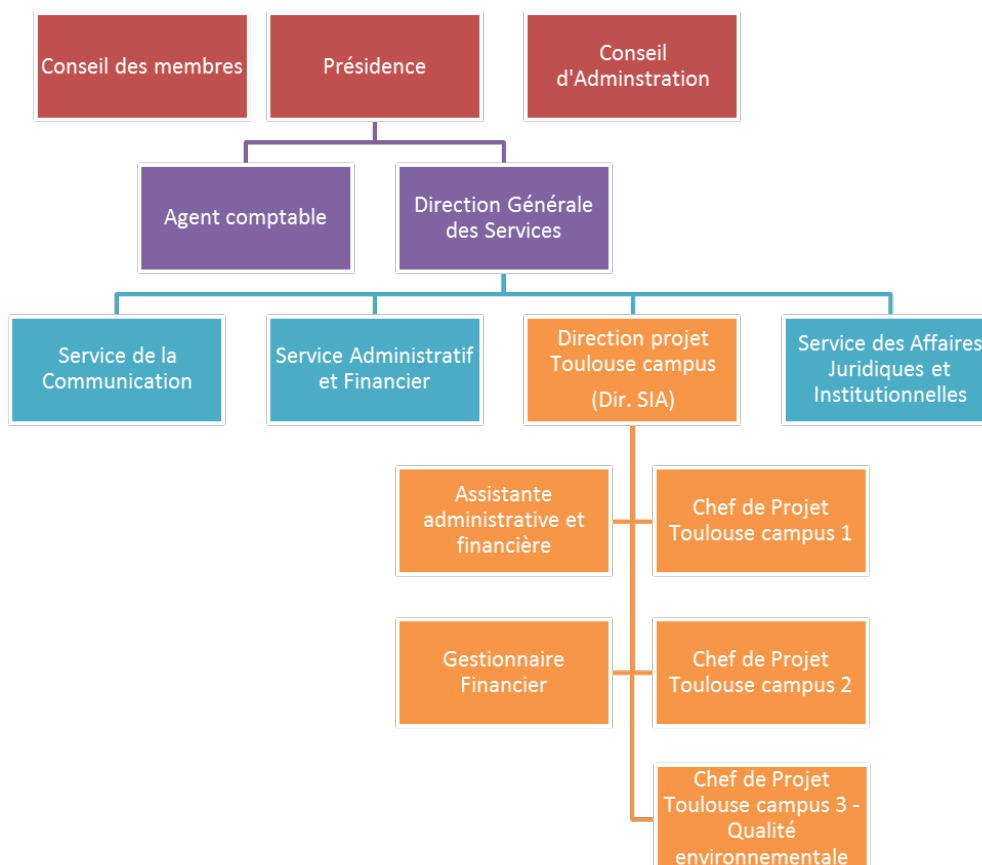 Conseil des membres
Présidence
Conseil
d'Adminstration
Agent comptable
Direction Générale
des Services
Service de la
Communication
Service Administratif
et Financier
Direction projet
Toulouse campus
(Dir. SIA)
Service des Affaires
Juridiques et
Institutionnelles
Assistante
administrative et
financière
Chef de Projet
Toulouse campus 1
Gestionnaire
Financier
Chef de Projet
Toulouse campus 2
Chef de Projet
Toulouse campus 3 -
Qualité
environnementale